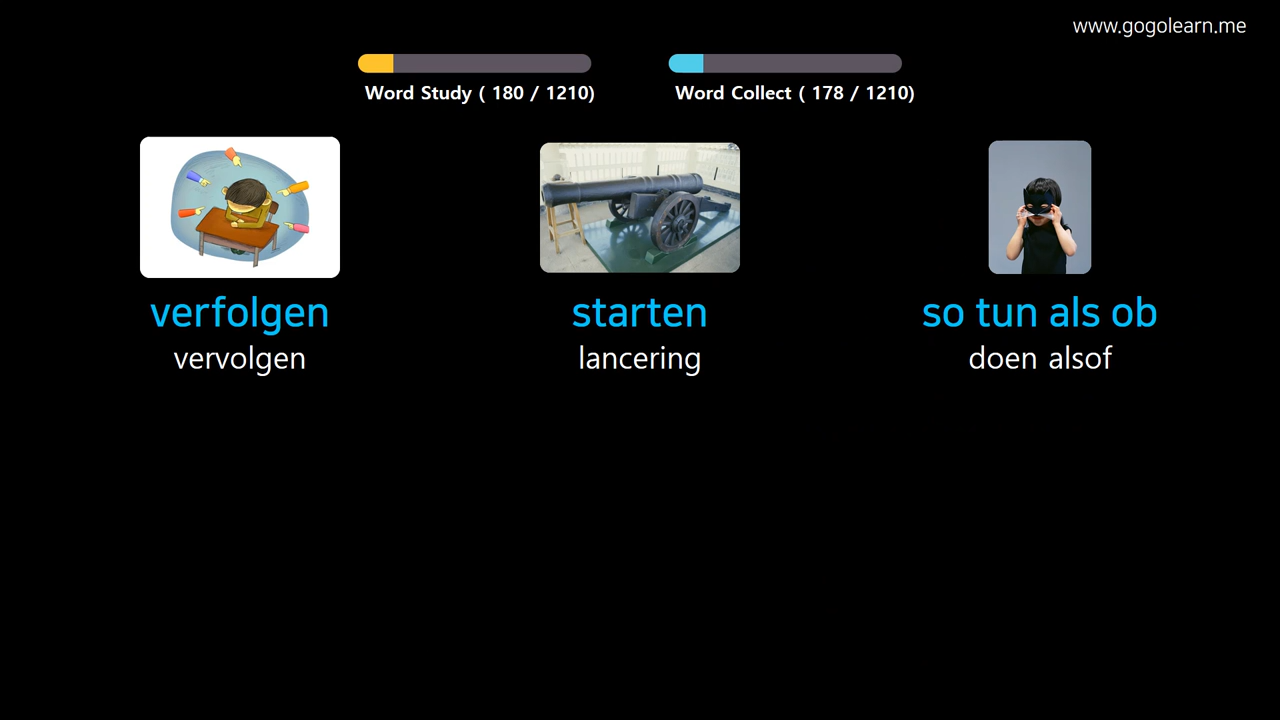 www.gogolearn.me
Word Study ( 180 / 1210)
Word Collect ( 178 / 1210)
verfolgen
vervolgen
starten
lancering
so tun als ob
doen alsof